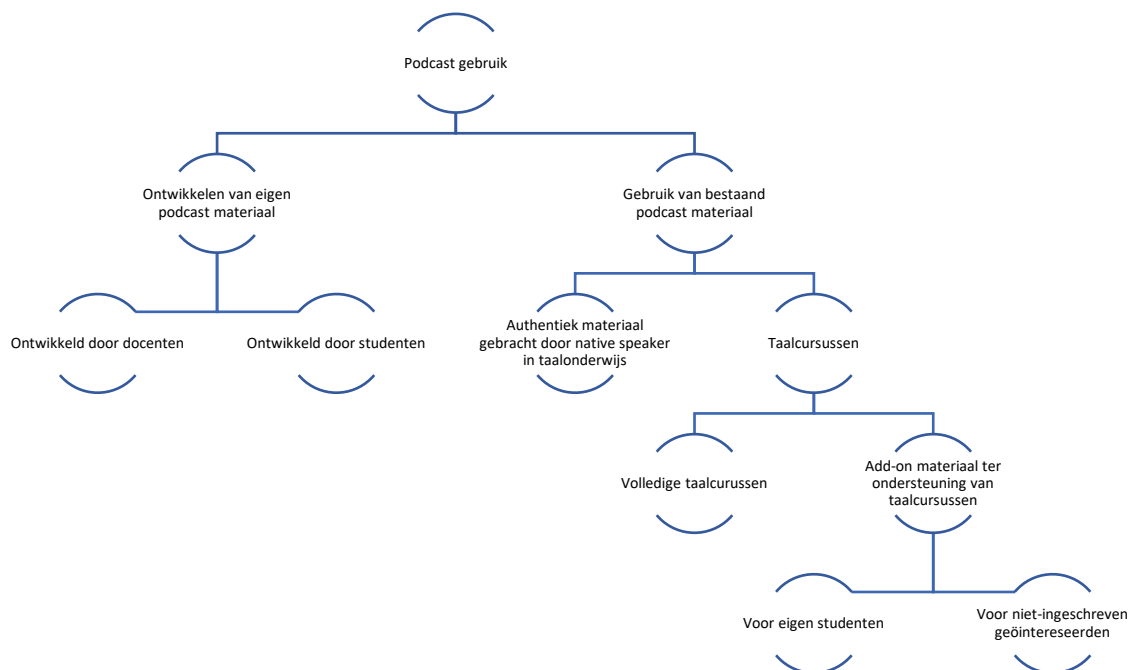 Podcast gebruik
Ontwikkelen van eigen
podcast materiaal
Gebruik van bestaand
podcast materiaal
Ontwikkeld door docenten
Ontwikkeld door studenten
Authentiek materiaal
gebracht door native speaker
in taalonderwijs
Taalcursussen
Volledige taalcurussen
Add-on materiaal ter
ondersteuning van
taalcursussen
Voor eigen studenten
Voor niet-ingeschreven
geöintereseerden